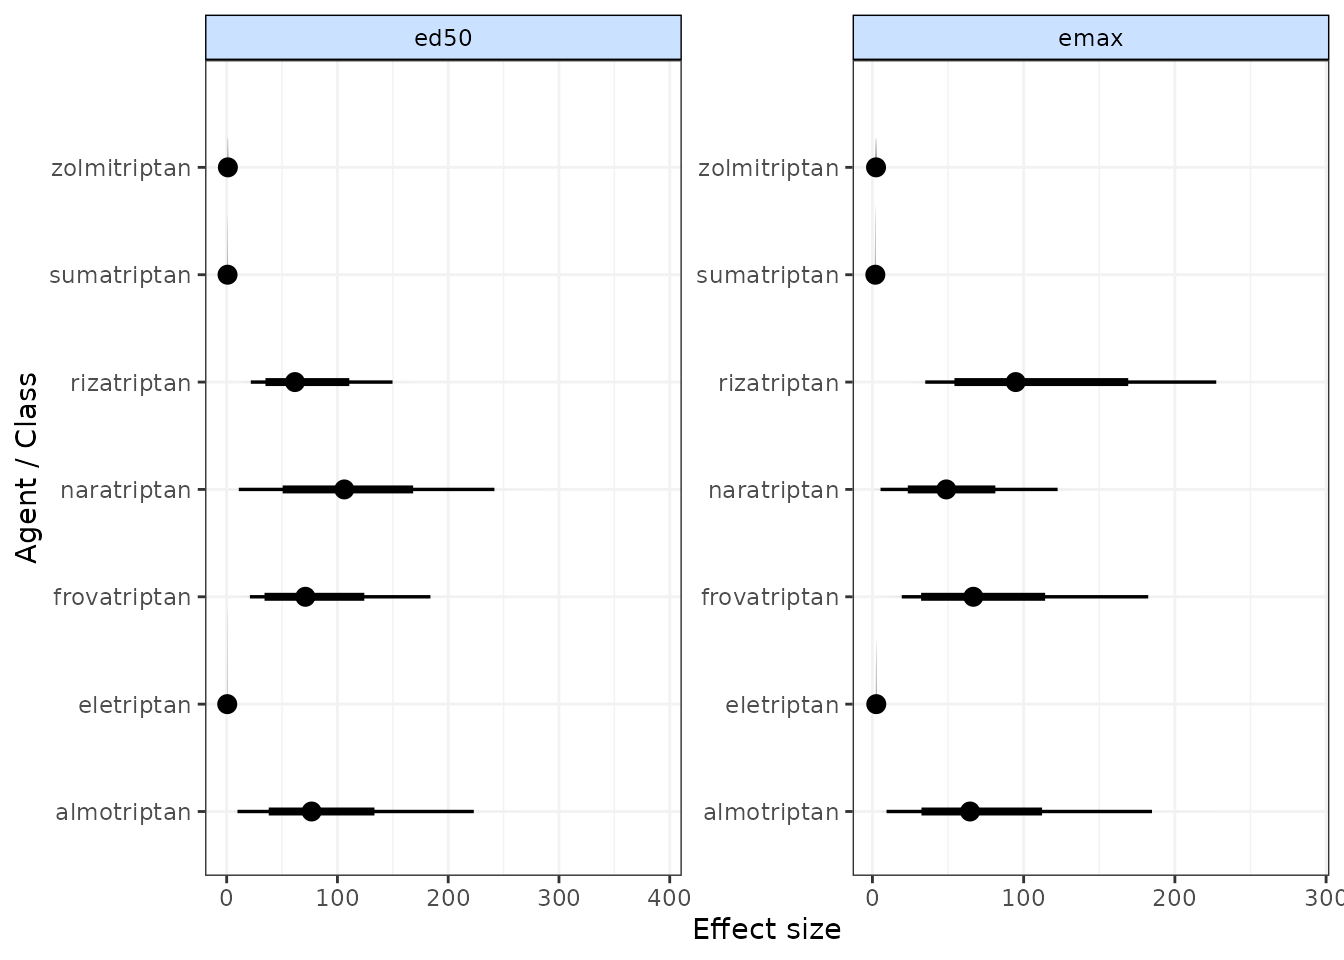 ed50
emax
zolmitriptan
sumatriptan
rizatriptan
naratriptan
frovatriptan
eletriptan
almotriptan
zolmitriptan
sumatriptan
rizatriptan
naratriptan
frovatriptan
eletriptan
almotriptan
Agent / Class
0 100 200 300 400
0 100 200 300
Effect size